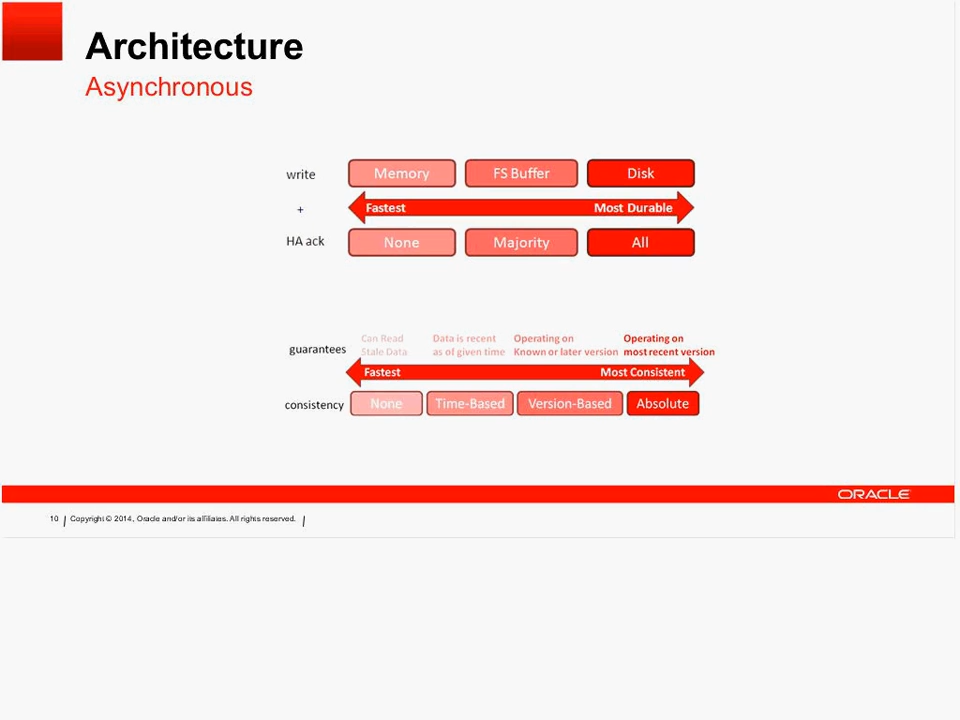 Architecture
Asynchronous
write Memory FS Buffer Disk
+ Fastest Most Durable
HA ack None Majority All
guarantees
Can Read Data is recent Operating on Operating on
Stale Data as of given time Known or later version most recent version
Fastest Most Consistent
consistency None Time-Based Version-Based Absolute
ORACLE
10 Copyright © 2014, Oracle and/or its affiliates. All rights reserved.